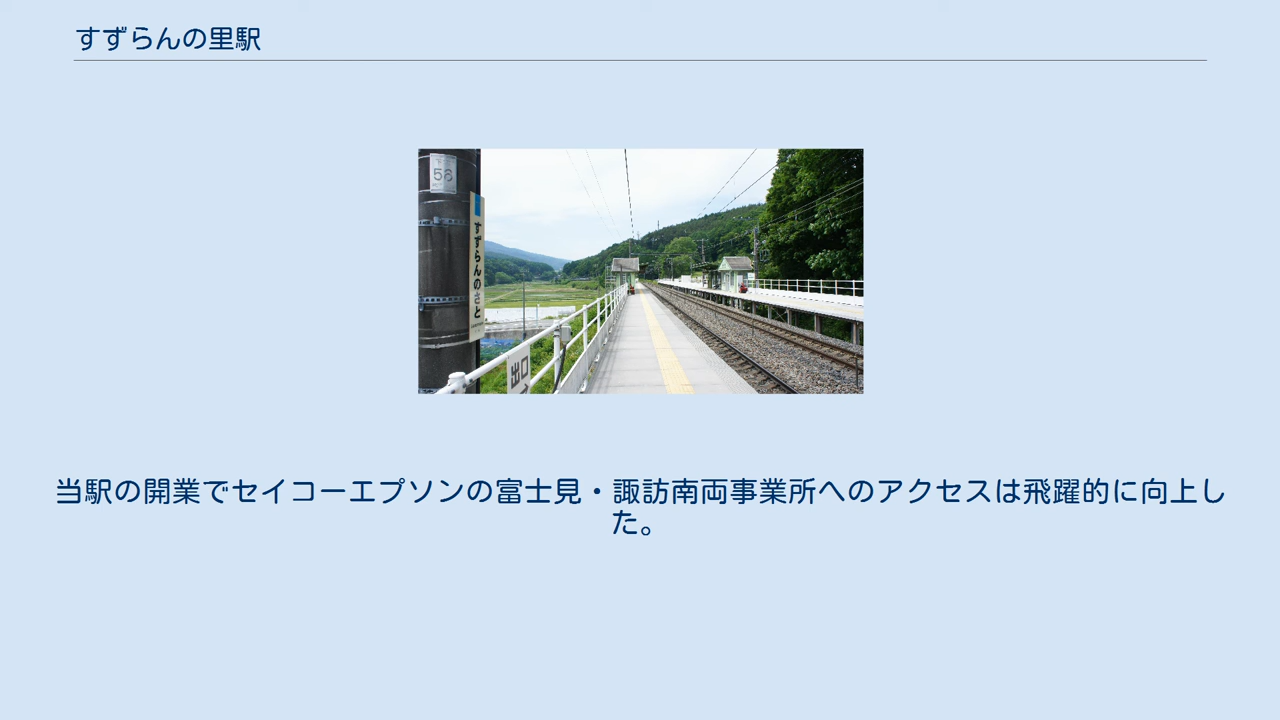 すずらんの里駅
56
すずらんのさと
出口
当駅の開業でセイコーエプソンの富士見・諏訪南両事業所へのアクセスは飛躍的に向上し
た。